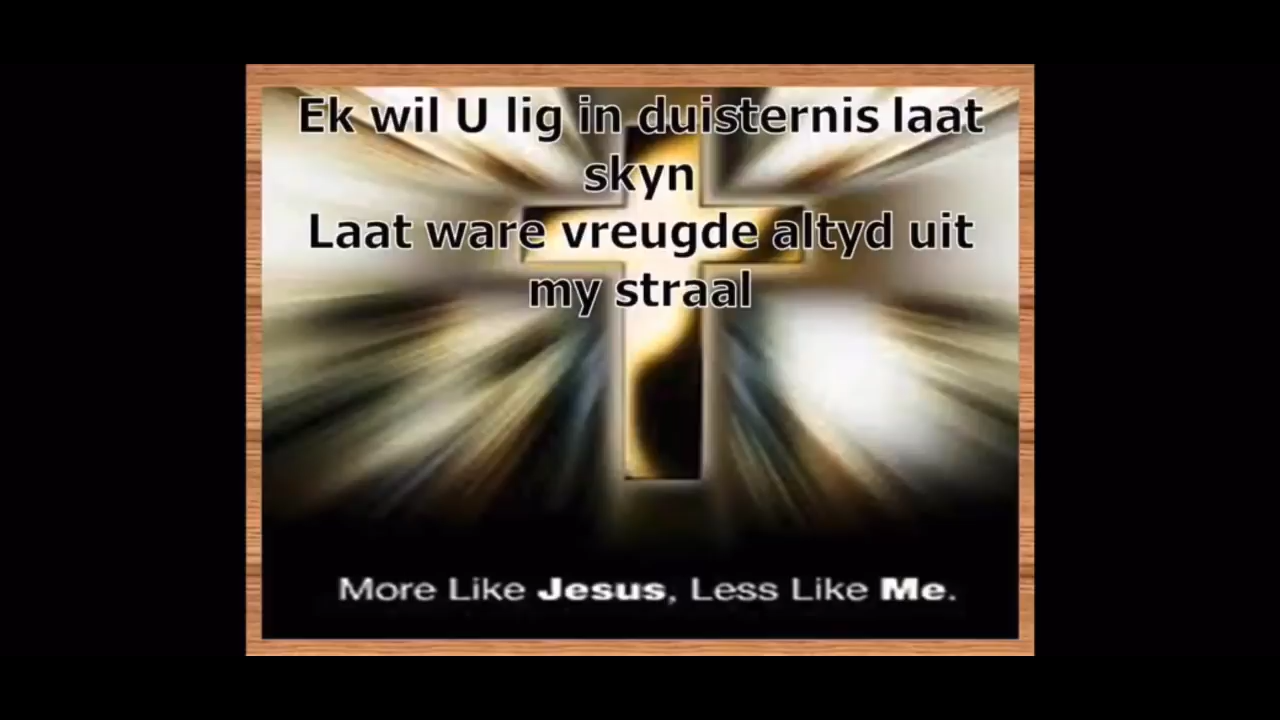 Ek wil U lig in duisternis laat
skyn
Laat ware vreugde altyd uit
my straal
More Like Jesus, Less Like Me.